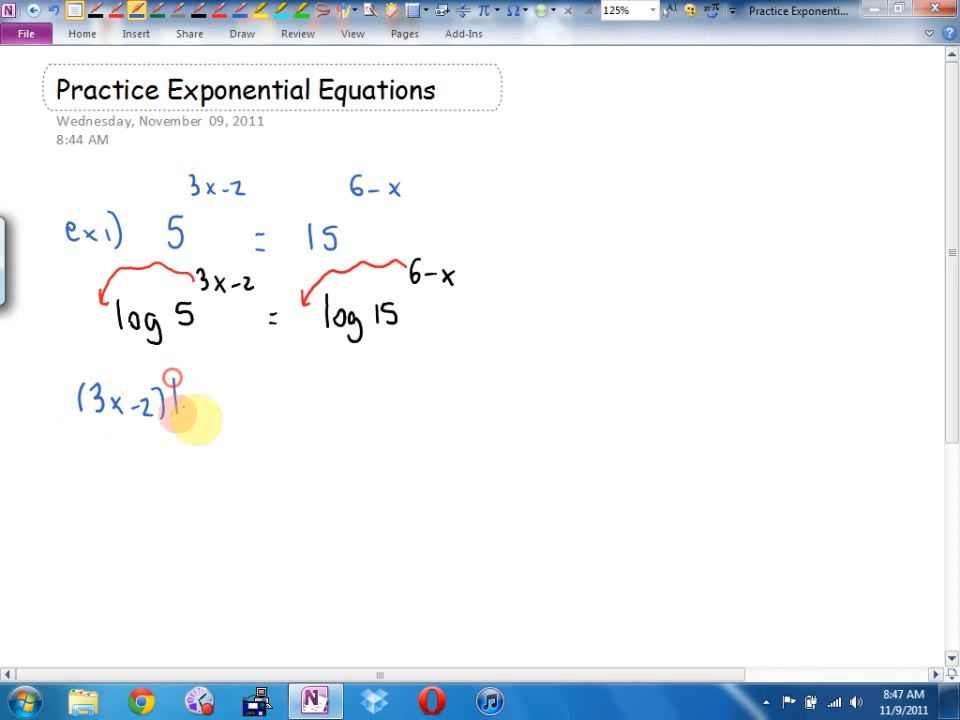 125% Practice Exponenti...
File Home Insert Share Draw Review View Pages Add-Ins
Practice Exponential Equations
Wednesday, November 09, 2011
8:44 AM
3x-2 6-x
ex1) 5 = 15
3x-2 6-x
log 5 = log 15
(3x-2)
8:47 AM
11/9/2011